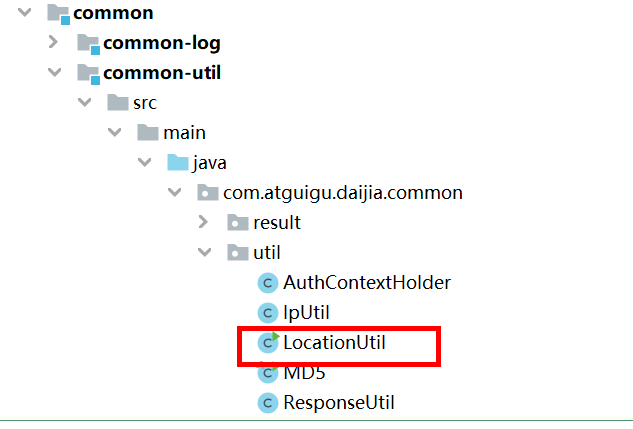 common
common-log
common-util
src
main
java
com.atguigu.daijia.common
result
util
C AuthContextHolder
C IpUtil
C LocationUtil
C MD5
C ResponseUtil